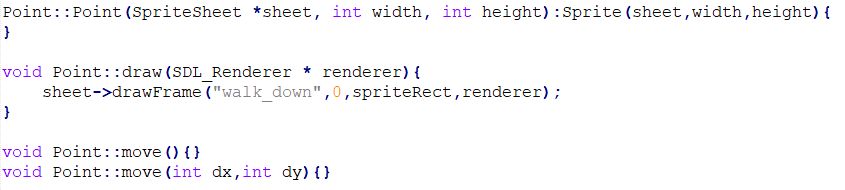 Point::Point(SpriteSheet *sheet, int width, int height):Sprite(sheet,width,height){
}
void Point::draw(SDL_Renderer * renderer){
    sheet->drawFrame("walk_down",0,spriteRect,renderer);
}
void Point::move(){}
void Point::move(int dx,int dy){}